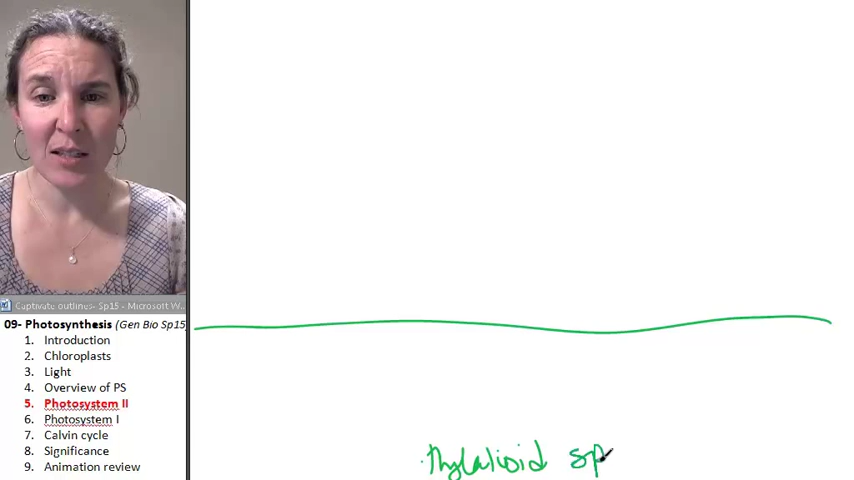 Captivate outlines- Sp15 - Microsoft W.
09- Photosynthesis (Gen Bio Sp15
1. Introduction
2. Chloroplasts
3. Light
4. Overview of PS
5. Photosystem II
6. Photosystem I
7. Calvin cycle
8. Significance
9. Animation review
thylakoid sp